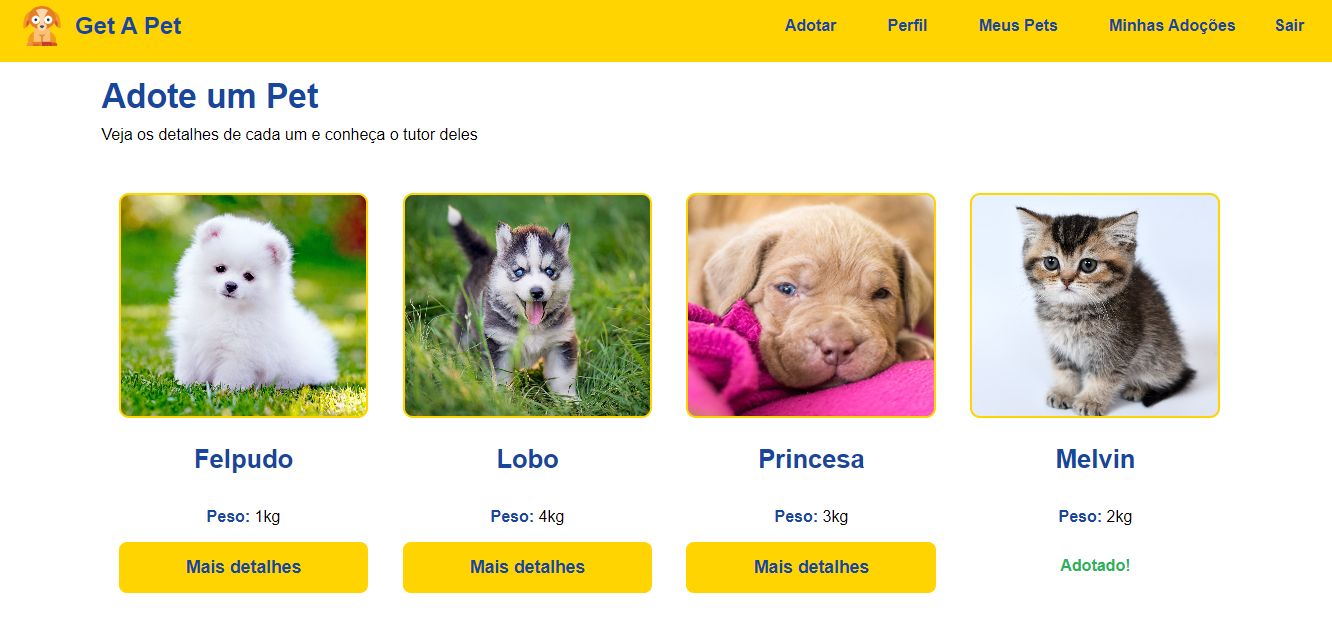 Get A Pet
Adotar Perfil Meus Pets Minhas Adoções Sair
Adote um Pet
Veja os detalhes de cada um e conheça o tutor deles
Felpudo Lobo Princesa Melvin
Peso: 1kg Peso: 4kg Peso: 3kg Peso: 2kg
Mais detalhes Mais detalhes Mais detalhes Adotado!